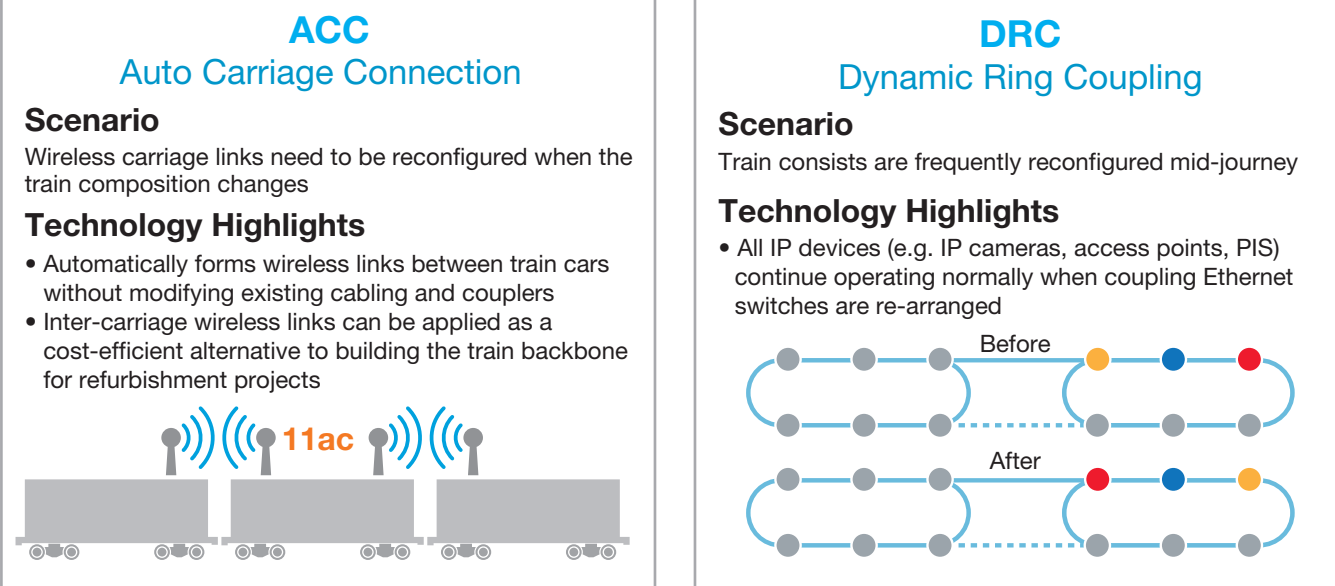 ACC
Auto Carriage Connection
Scenario
Wireless carriage links need to be reconfigured when the
train composition changes
Technology Highlights
• Automatically forms wireless links between train cars
without modifying existing cabling and couplers
• Inter-carriage wireless links can be applied as a
cost-efficient alternative to building the train backbone
for refurbishment projects
11ac
DRC
Dynamic Ring Coupling
Scenario
Train consists are frequently reconfigured mid-journey
Technology Highlights
• All IP devices (e.g. IP cameras, access points, PIS)
continue operating normally when coupling Ethernet
switches are re-arranged
Before
After